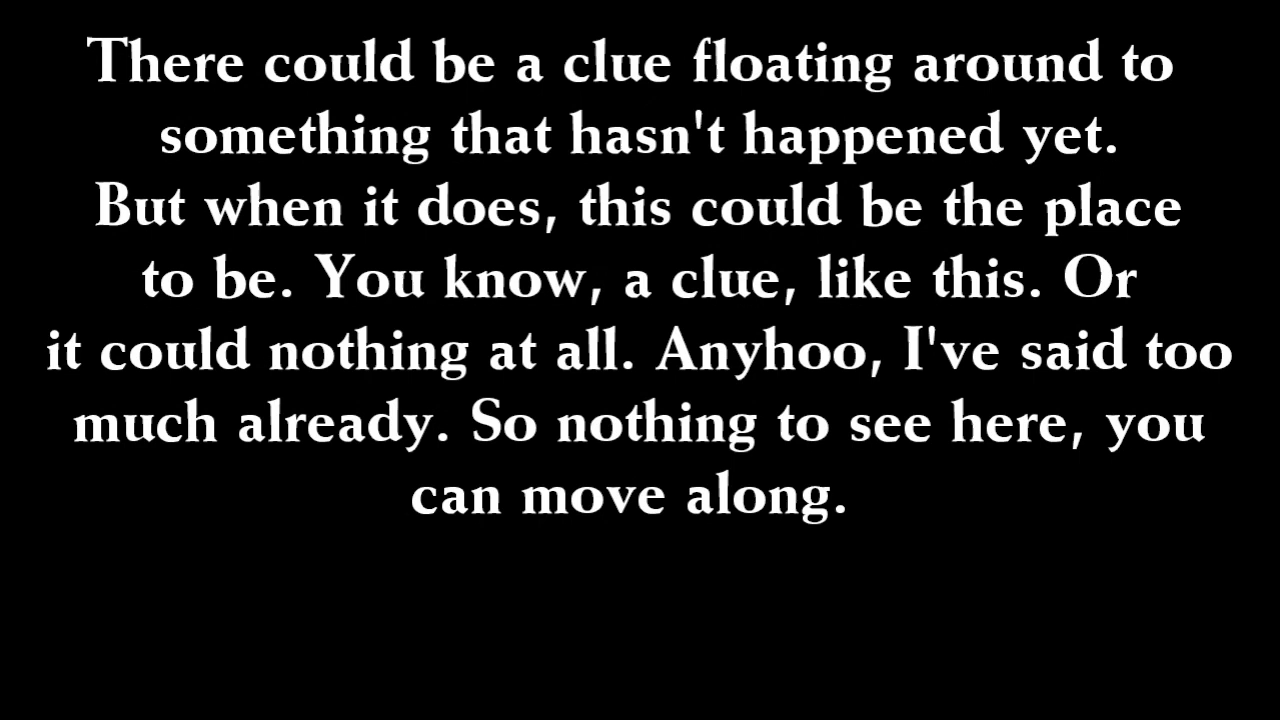 There could be a clue floating around to
something that hasn't happened yet.
But when it does, this could be the place
to be. You know, a clue, like this. Or
it could nothing at all. Anyhoo, I've said too
much already. So nothing to see here, you
can move along.